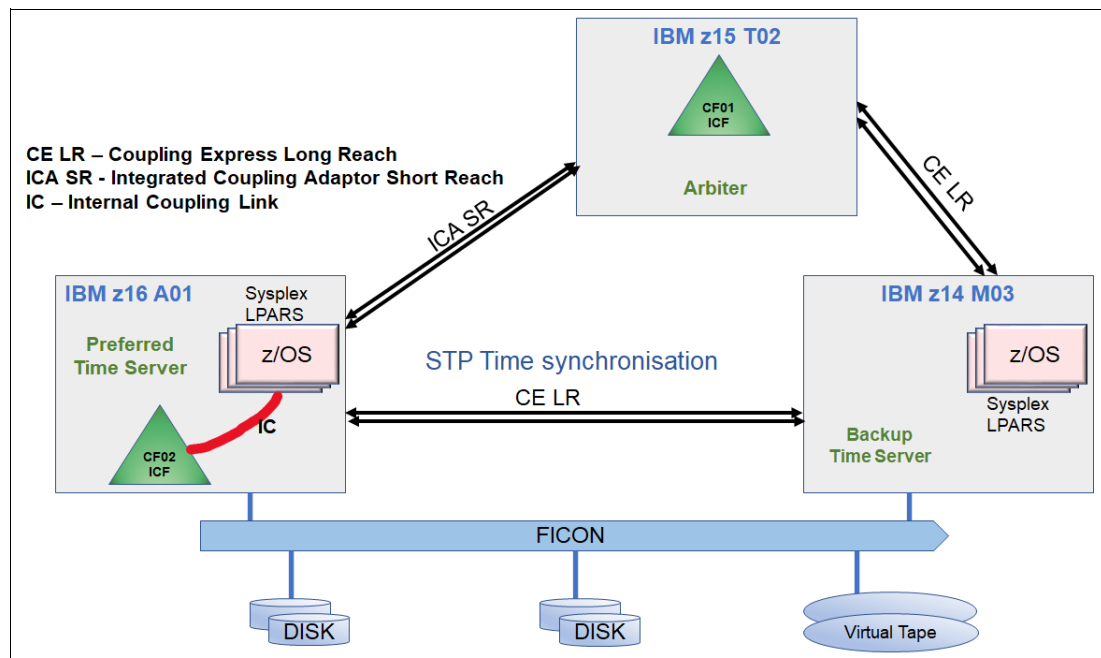 IBM z15 T02
CF01
ICF
Arbiter
CE LR – Coupling Express Long Reach
ICA SR - Integrated Coupling Adaptor Short Reach
IC – Internal Coupling Link
ICA SR
CE LR
IBM z16 A01
Sysplex
LPARS
Preferred
Time Server
z/OS
IC
CF02
ICF
STP Time synchronisation
CE LR
IBM z14 M03
z/OS
Sysplex
LPARS
Backup
Time Server
FICON
DISK
DISK
Virtual Tape